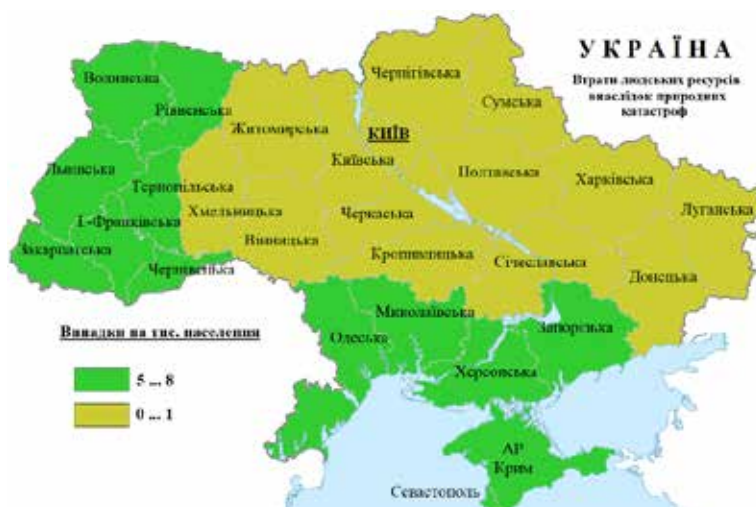 УКРАЇНА
Втрати людських ресурсів
внаслідок природних
катастроф
Волинська
Рівненська
Житомирська
Чернігівська
Сумська
КИЇВ
Київська
Львівська
Тернопільська
Хмельницька
І.-Франківська
Закарпатська
Чернівецька
Вінницька
Черкаська
Полтавська
Харківська
Луганська
Кропивницька
Січеславська
Донецька
Миколаївська
Одеська
Запорізька
Херсонська
АР
Крим
Севастополь
Випадки на тис. населення
5 ... 8
0 ... 1